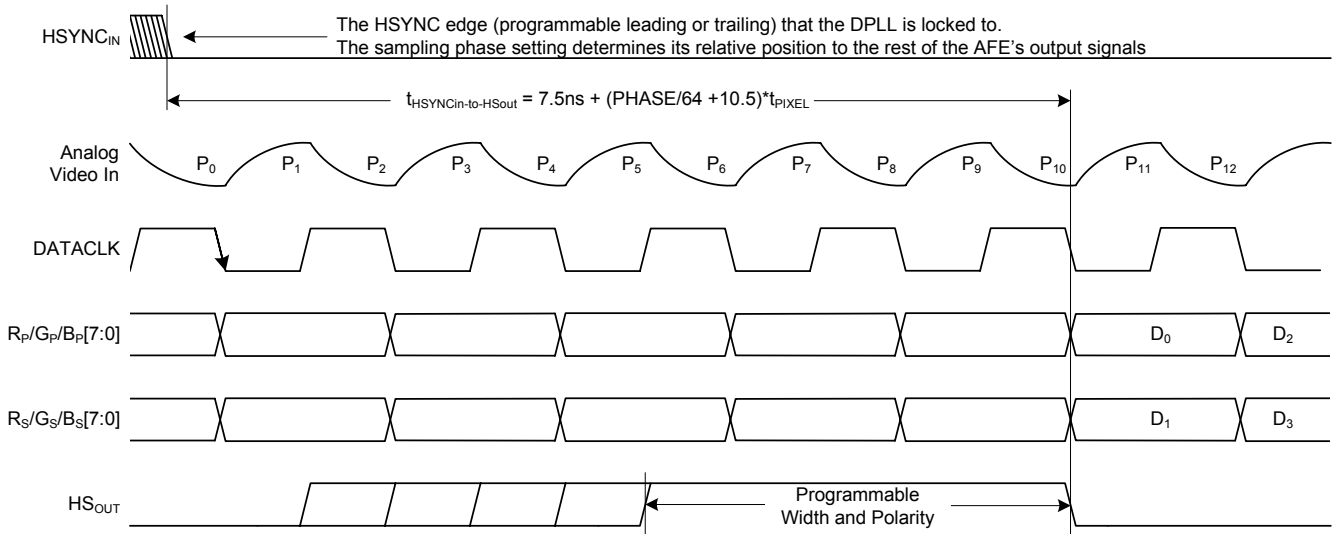 HSYNCIN
The HSYNC edge (programmable leading or trailing) that the DPLL is locked to.
The sampling phase setting determines its relative position to the rest of the AFE's output signals
tHSYNCin-to-HSout = 7.5ns + (PHASE/64 +10.5)*tPIXEL
Analog
Video In
P0 P1 P2 P3 P4 P5 P6 P7 P8 P9 P10 P11 P12
DATACLK
RP/GP/BP[7:0]
D0 D2
RS/GS/BS[7:0]
D1 D3
HSOUT
Programmable
Width and Polarity